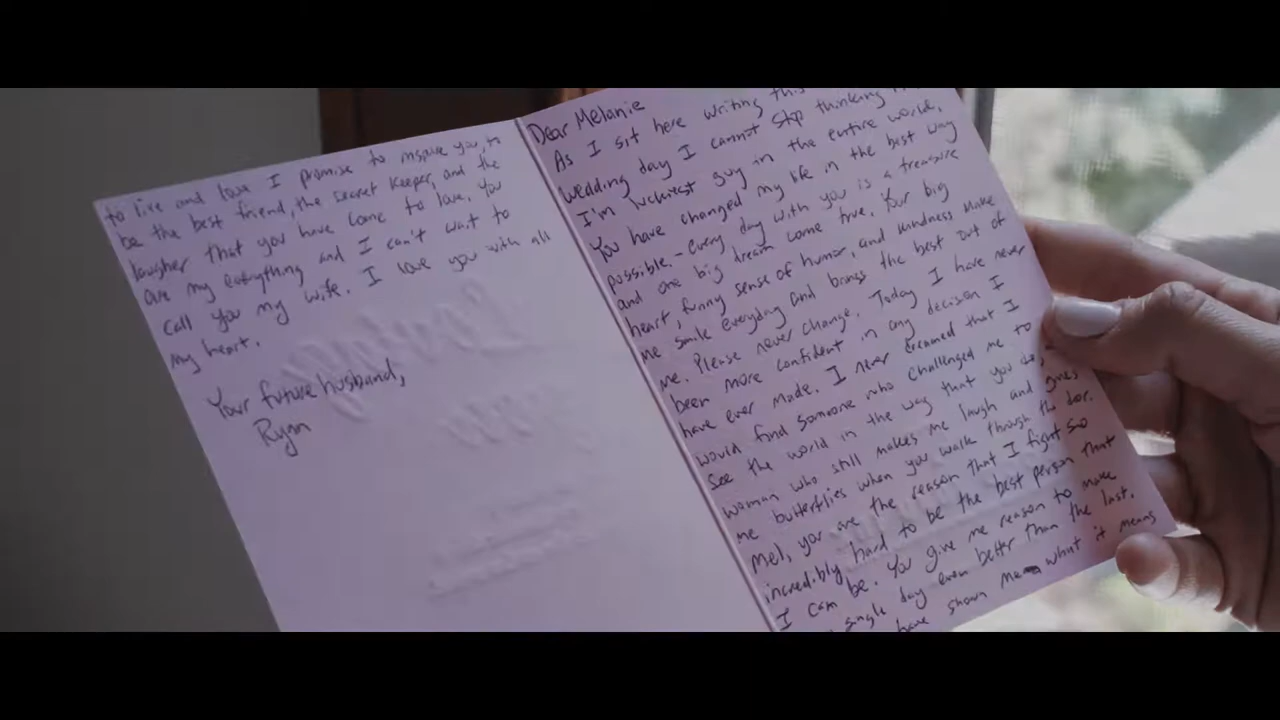 Dear Melanie
As I sit here writing this
wedding day I cannot stop thinking
I'm luckiest guy in the entire world.
You have changed my life in the best way
possible. - every day with you is a treasure
and one big dream come true. Your big
heart, funny sense of humor, and kindness make
me smile everyday and brings the best out of
me. Please never change. Today I have never
been more confident in any decision I
have ever made. I never dreamed that I
would find someone who challenged me to
see the world in the way that you do, a
woman who still makes me laugh and gives
me butterflies when you walk through the door.
Mel, you are the reason that I fight so
incredibly hard to be the best person that
I can be. You give me reason to make
single day even better than the last.
have shown me what it means
to live and love I promise to inspire you, to
be the best friend, the secret keeper, and the
laugher that you have come to love. You
are my everything and I can't wait to
call you my wife. I love you with all
my heart.
Your future husband,
Ryan